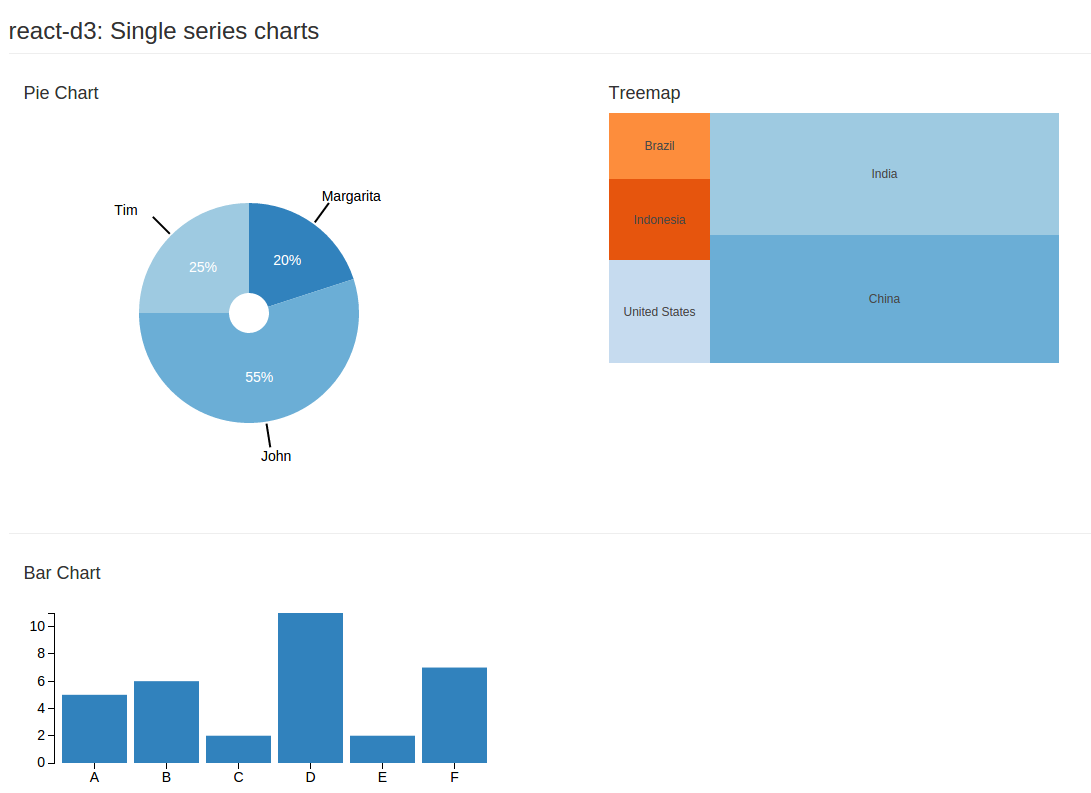 react-d3: Single series charts
Pie Chart
Tim
Margarita
25%
20%
55%
John
Treemap
Brazil
Indonesia
United States
India
China
Bar Chart
10
8
6
4
2
0
A B C D E F